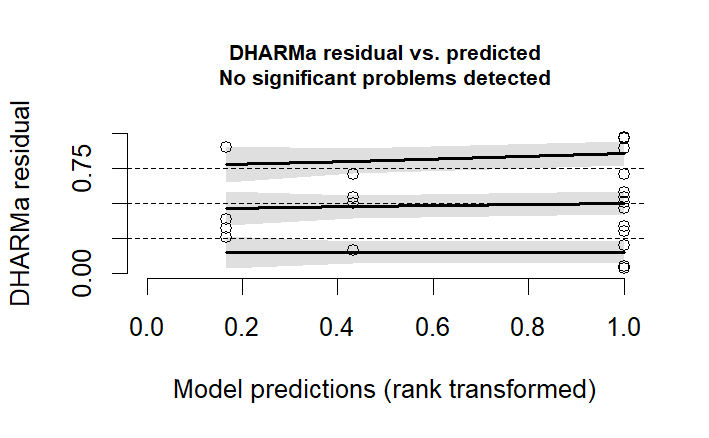 DHARMa residual vs. predicted
No significant problems detected
DHARMa residual
0.75
0.00
0.0 0.2 0.4 0.6 0.8 1.0
Model predictions (rank transformed)